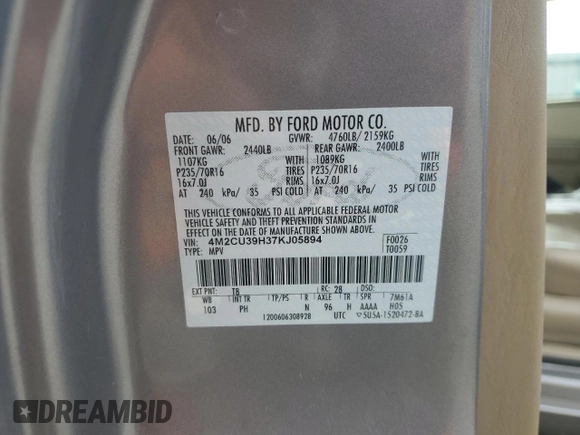 MFD. BY FORD MOTOR CO.
DATE: 06/06 GVWR: 4760LB/ 2159KG
FRONT GAWR: 2440LB REAR GAWR: 2400LB
1107KG WITH 1089KG WITH
P235/70R16 TIRES P235/70R16 TIRES
16x7.0J RIMS 16x7.0J RIMS
AT 240 kPa/ 35 PSI COLD AT 240 kPa/ 35 PSI COLD
THIS VEHICLE CONFORMS TO ALL APPLICABLE FEDERAL MOTOR
VEHICLE SAFETY AND THEFT PREVENTION STANDARDS IN
EFFECT ON THE DATE OF MANUFACTURE SHOWN ABOVE.
VIN: 4M2CU39H37KJ05894 F0026
TYPE: MPV T0059
EXT PNT: T8 RC: 28 DSO:
WB INT TR TP/PS R AXLE TR SPR 7M61A
103 PH N 96 H AAAA H05
1200606308928 UTC ▽5U5A-1520472-BA
DREAMBID